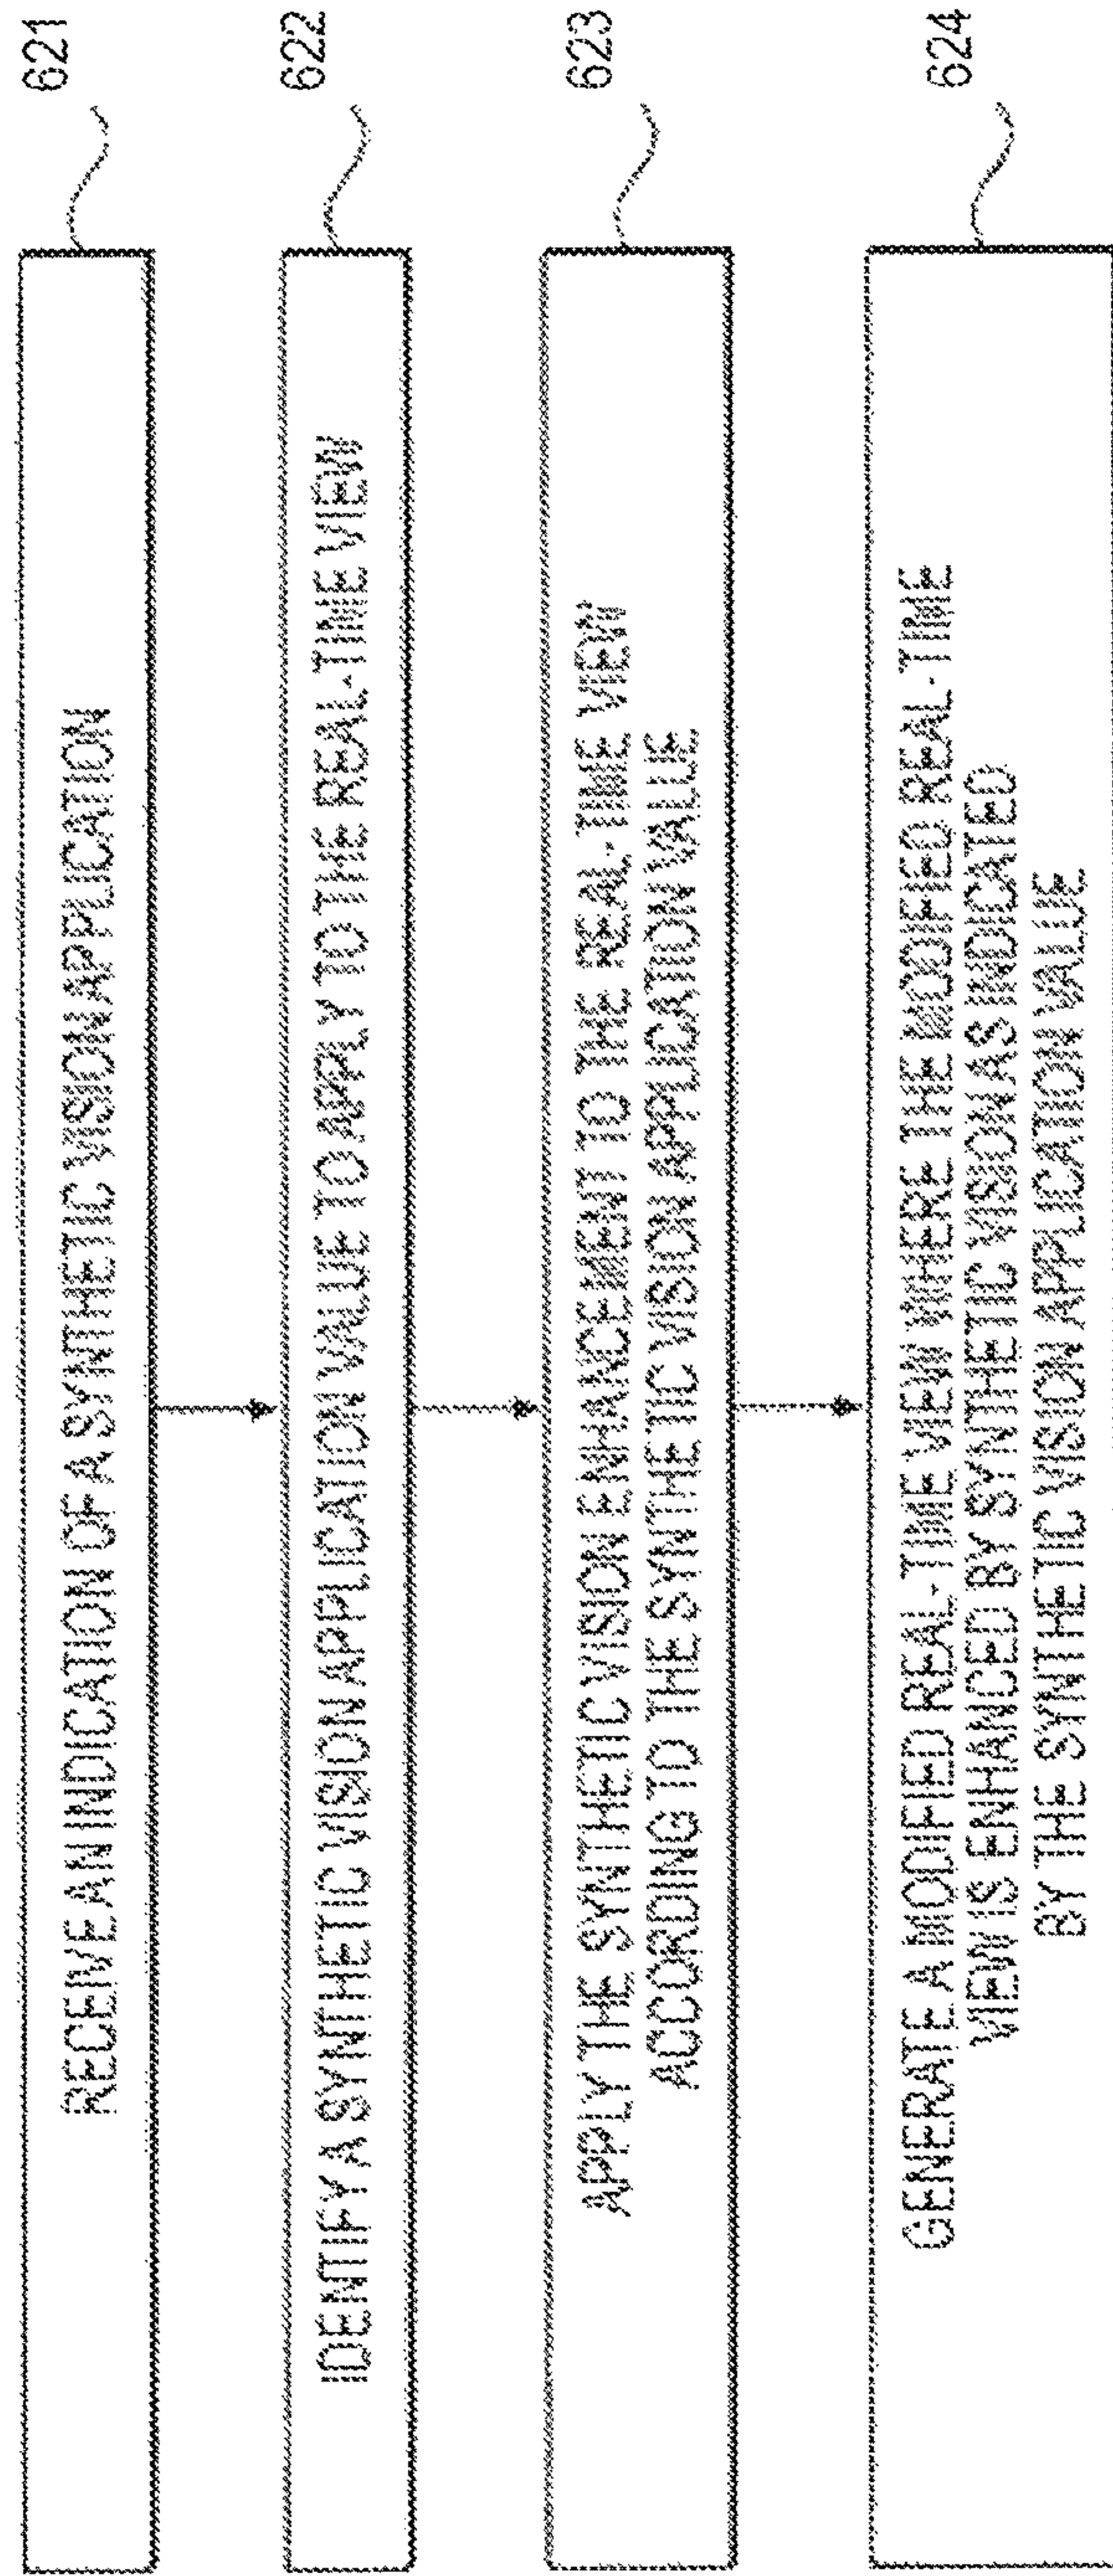 621
RECEIVE AN INDICATION OF A SYNTHETIC VISION APPLICATION
622
IDENTIFY A SYNTHETIC VISION APPLICATION VALUE TO APPLY TO THE REAL-TIME VIEW
623
APPLY THE SYNTHETIC VISION ENHANCEMENT TO THE REAL-TIME VIEW
ACCORDING TO THE SYNTHETIC VISION APPLICATION VALUE
624
GENERATE A MODIFIED REAL-TIME VIEW WHERE THE MODIFIED REAL-TIME
VIEW IS ENHANCED BY SYNTHETIC VISION AS INDICATED
BY THE SYNTHETIC VISION APPLICATION VALUE